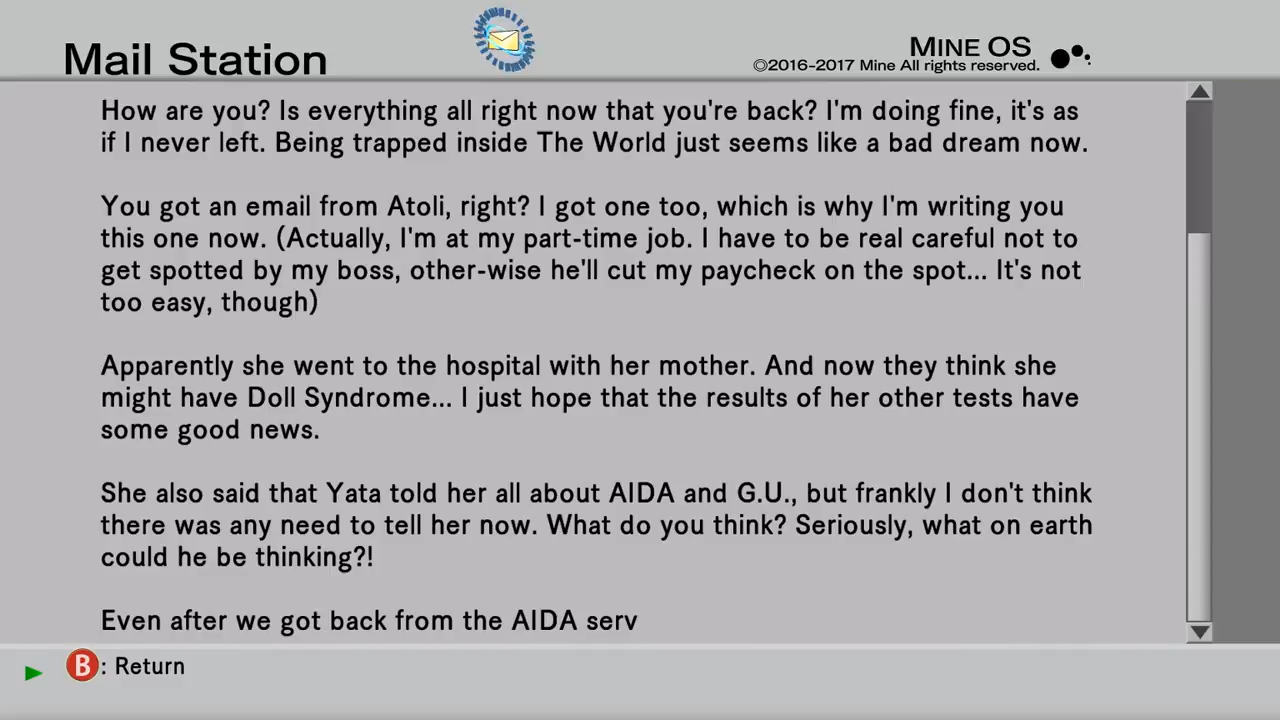 Mail Station
MINE OS
©2016-2017 Mine All rights reserved.
How are you? Is everything all right now that you're back? I'm doing fine, it's as
if I never left. Being trapped inside The World just seems like a bad dream now.
You got an email from Atoli, right? I got one too, which is why I'm writing you
this one now. (Actually, I'm at my part-time job. I have to be real careful not to
get spotted by my boss, other-wise he'll cut my paycheck on the spot... It's not
too easy, though)
Apparently she went to the hospital with her mother. And now they think she
might have Doll Syndrome... I just hope that the results of her other tests have
some good news.
She also said that Yata told her all about AIDA and G.U., but frankly I don't think
there was any need to tell her now. What do you think? Seriously, what on earth
could he be thinking?!
Even after we got back from the AIDA serv
B: Return